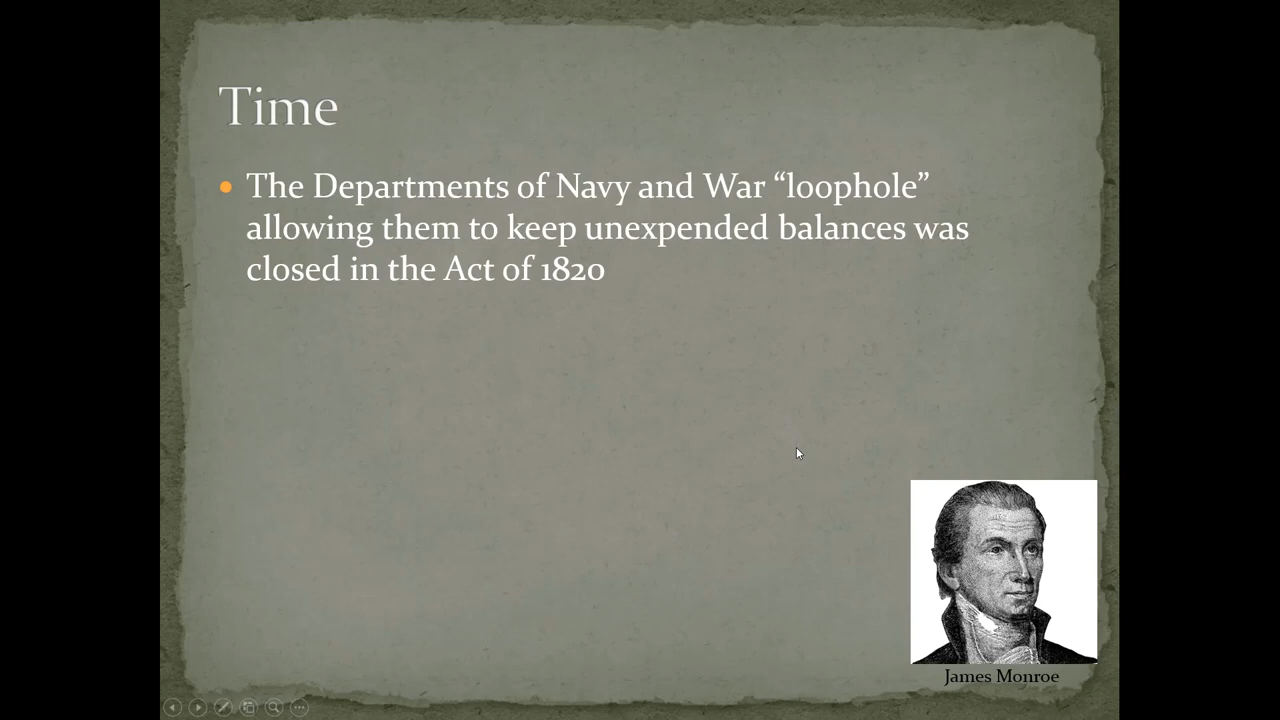 Time
The Departments of Navy and War “loophole”
allowing them to keep unexpended balances was
closed in the Act of 1820
James Monroe